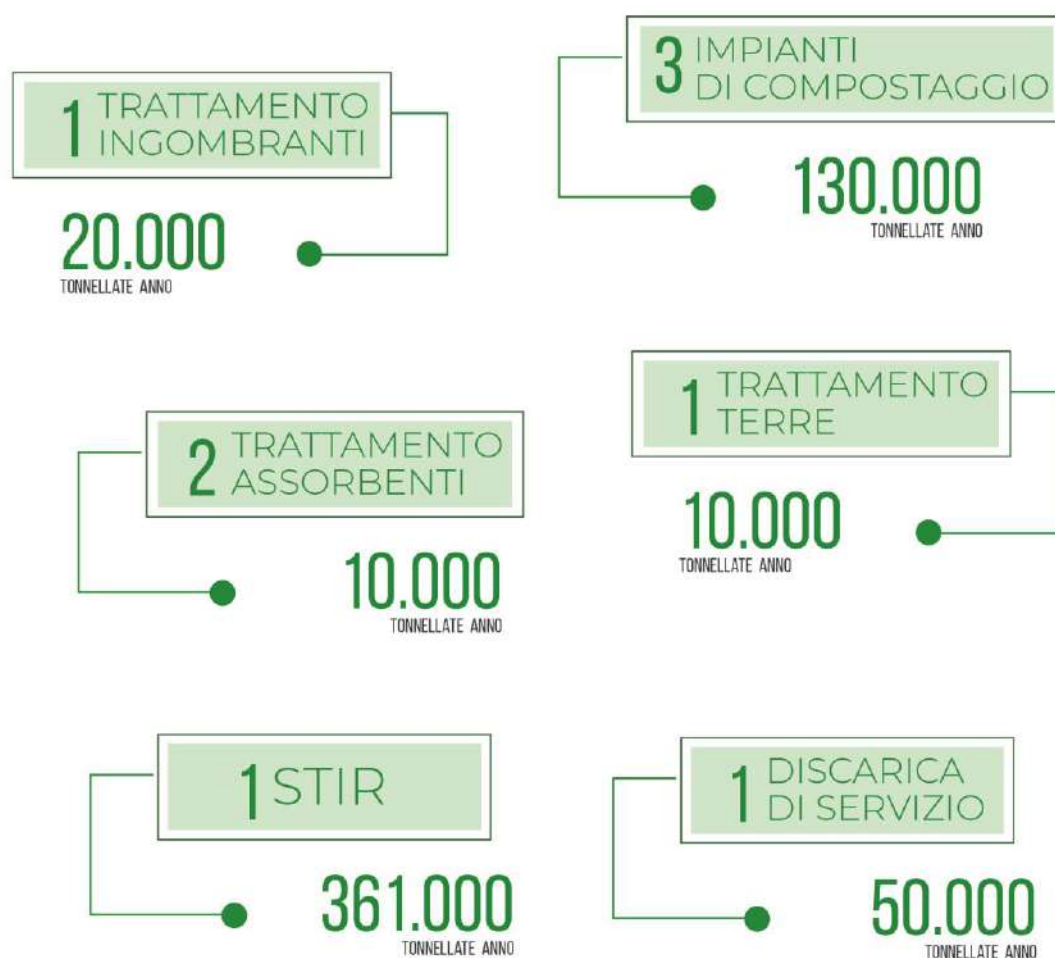 1 TRATTAMENTO
INGOMBRANTI
20.000
TONNELLATE ANNO
3 IMPIANTI
DI COMPOSTAGGIO
130.000
TONNELLATE ANNO
2 TRATTAMENTO
ASSORBENTI
10.000
TONNELLATE ANNO
1 TRATTAMENTO
TERRE
10.000
TONNELLATE ANNO
1 STIR
361.000
TONNELLATE ANNO
1 DISCARICA
DI SERVIZIO
50.000
TONNELLATE ANNO